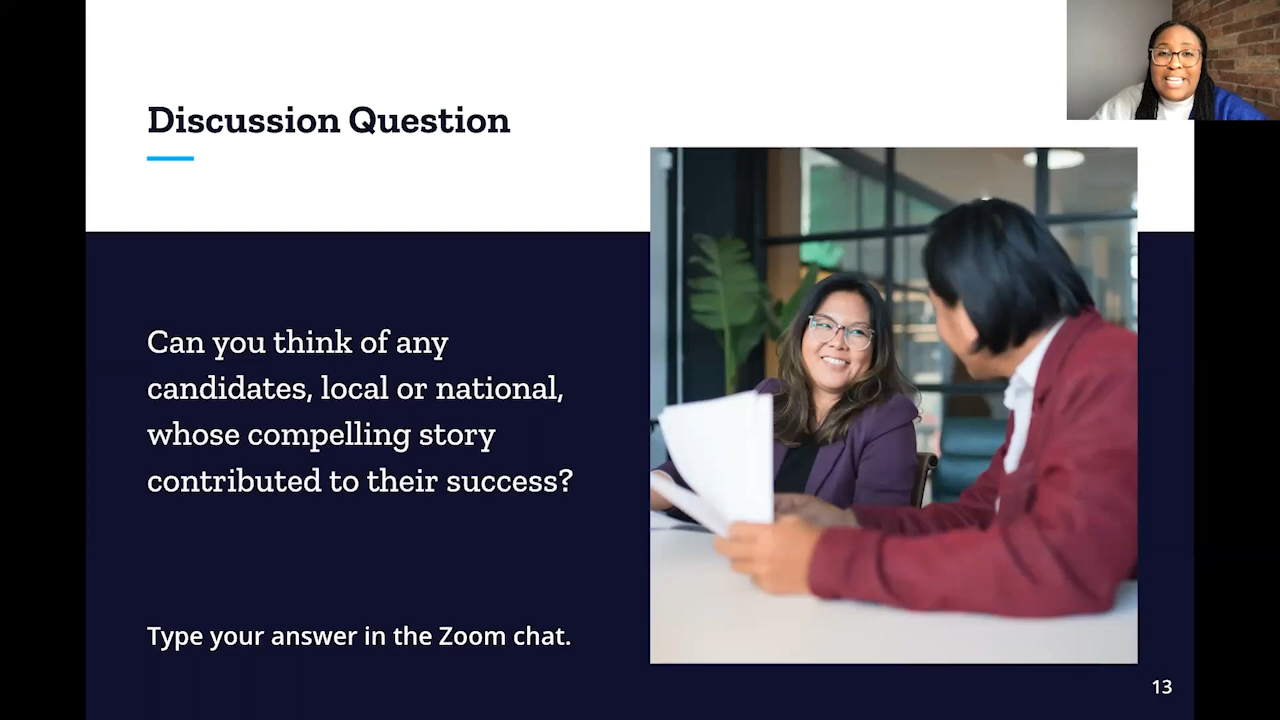 Discussion Question
Can you think of any
candidates, local or national,
whose compelling story
contributed to their success?
Type your answer in the Zoom chat.
13